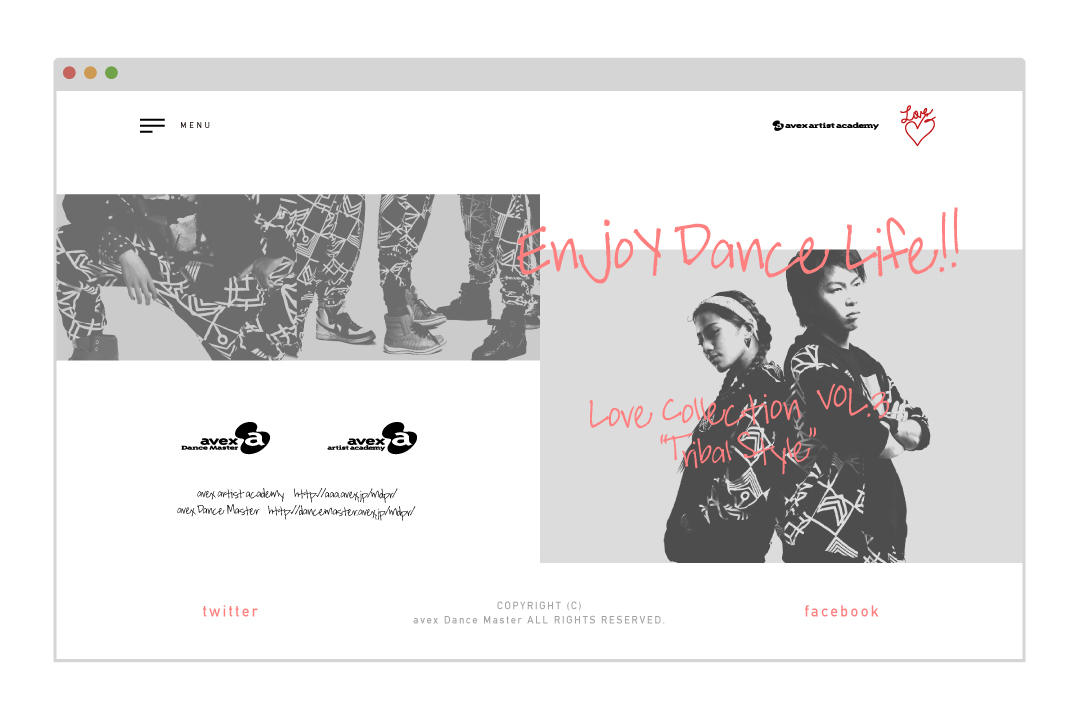 MENU
avex artist academy
Love
Enjoy Dance Life!!
Love Collection VOL.2
"Tribal Style"
avex a
Dance Master
avex a
artist academy
avex artist academy http://aaa.avex.jp/mdpr/
avex Dance Master http://dancemaster.avex.jp/mdpr/
twitter
COPYRIGHT (C)
avex Dance Master ALL RIGHTS RESERVED.
facebook